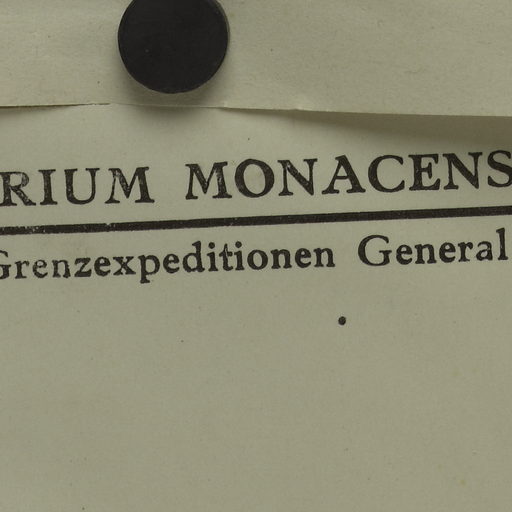 RIUM MONACENS
Grenzexpeditionen General